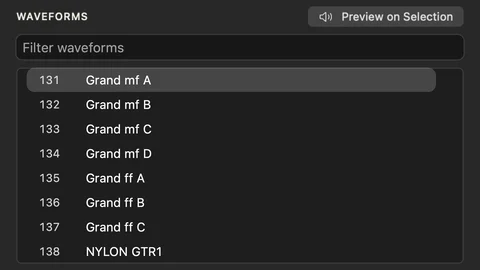 WAVEFORMS
Preview on Selection
Filter waveforms
131 Grand mf A
132 Grand mf B
133 Grand mf C
134 Grand mf D
135 Grand ff A
136 Grand ff B
137 Grand ff C
138 NYLON GTR1